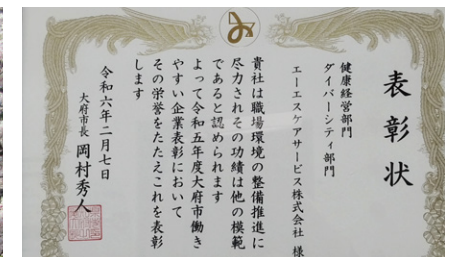 表彰状
健康経営部門
ダイバーシティ部門
エーエスケアサービス株式会社 様
貴社は職場環境の整備推進に
尽力されその功績は他の模範
であると認められます
よって令和五年度大府市働き
やすい企業表彰において
その栄誉をたたえこれを表彰
します
令和六年二月七日
大府市長 岡村秀人